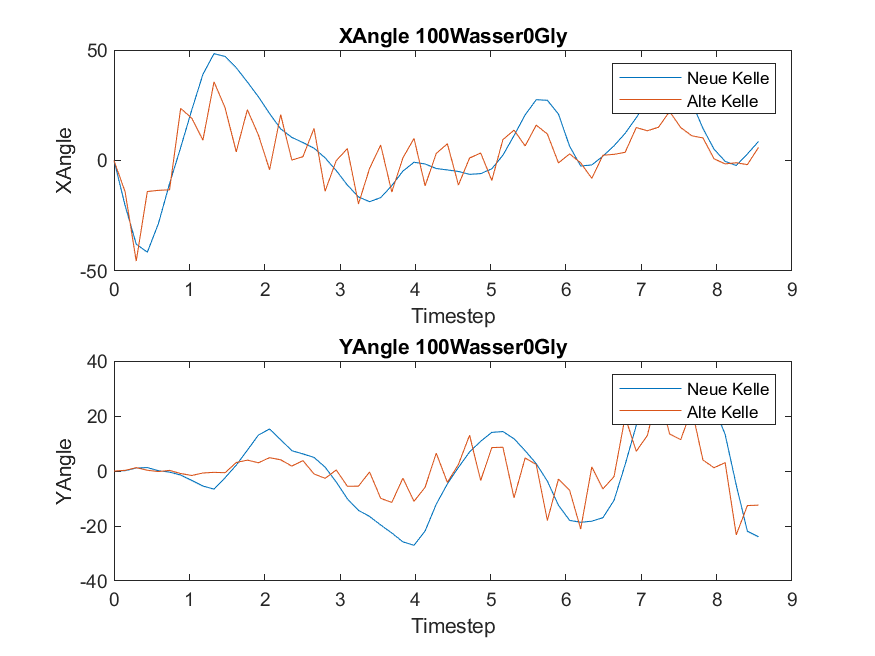 XAngle 100Wasser0Gly
50
0
-50
XAngle
Neue Kelle
Alte Kelle
0 1 2 3 4 5 6 7 8 9
Timestep
YAngle 100Wasser0Gly
40
20
0
-20
-40
YAngle
Neue Kelle
Alte Kelle
0 1 2 3 4 5 6 7 8 9
Timestep